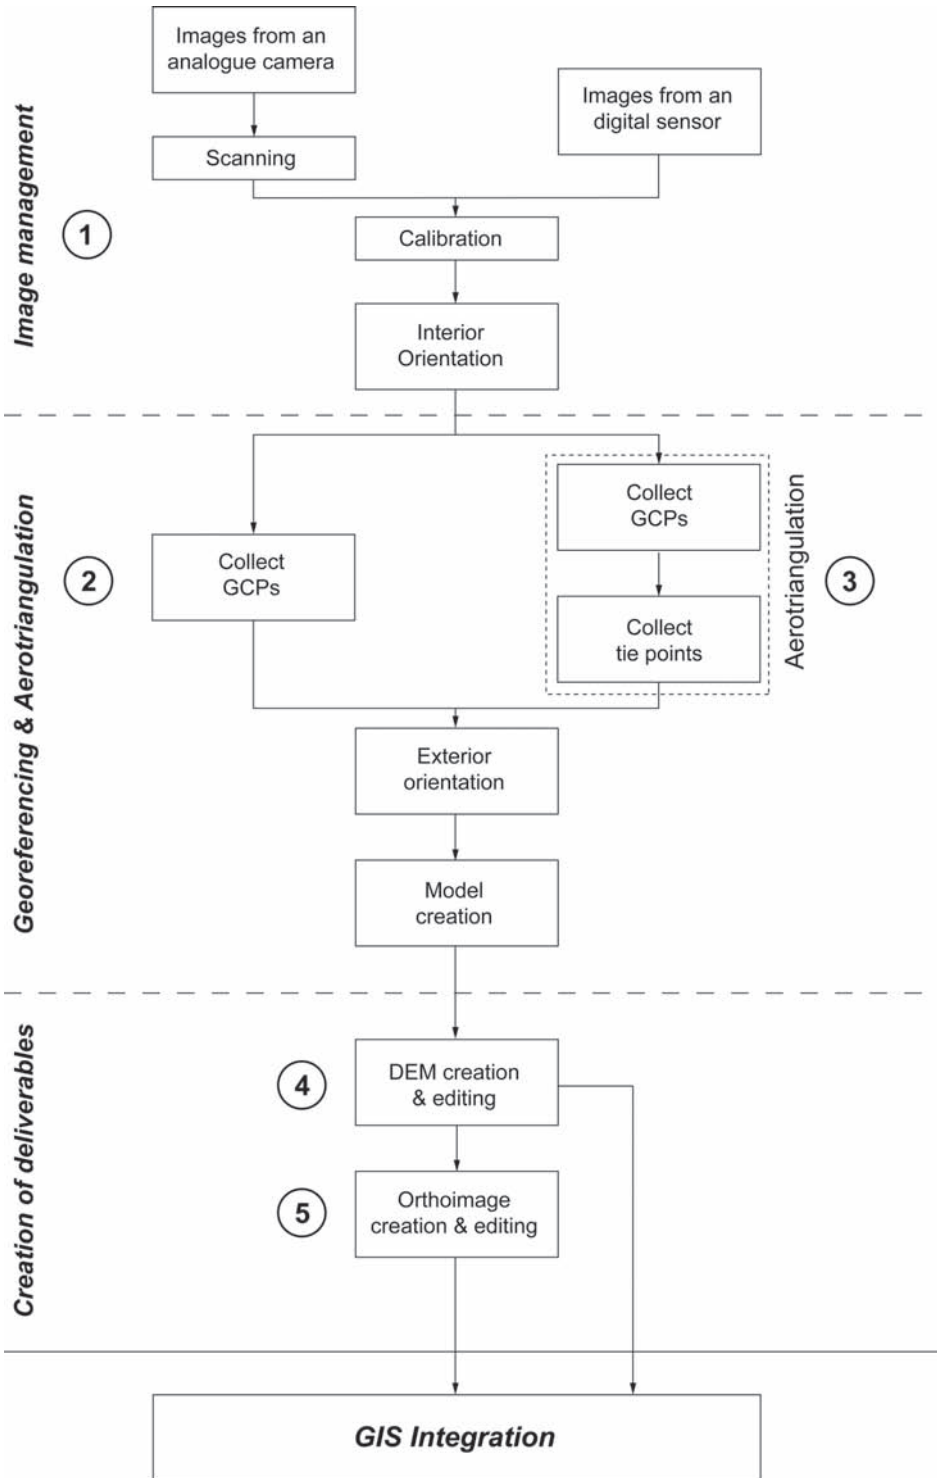 Images from an
analogue camera
Images from an
digital sensor
Scanning
Image management
1
Calibration
Interior
Orientation
Georeferencing & Aerotriangulation
2
Collect
GCPs
Collect
GCPs
Collect
tie points
Aerotriangulation
3
Exterior
orientation
Model
creation
Creation of deliverables
4
DEM creation
& editing
5
Orthoimage
creation & editing
GIS Integration